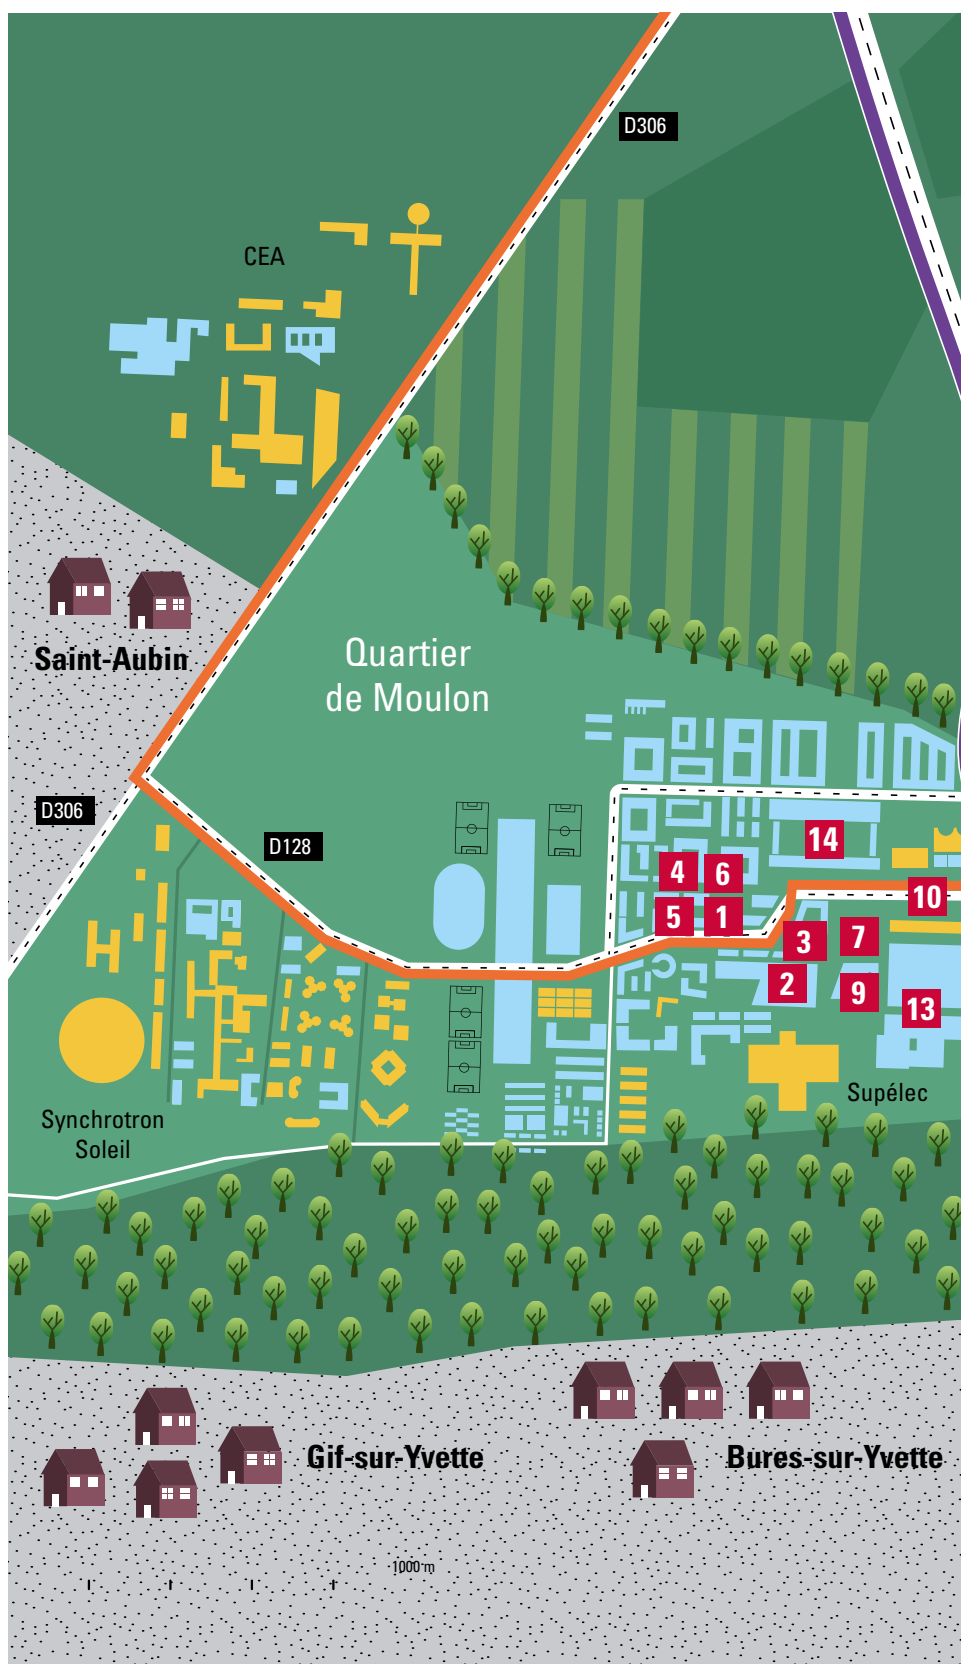 D306
CEA
Quartier
de Moulon
Saint-Aubin
D306
D128
14
4
6
10
5
1
3
7
2
9
13
Supélec
Synchrotron
Soleil
Gif-sur-Yvette
Bures-sur-Yvette
1000 m